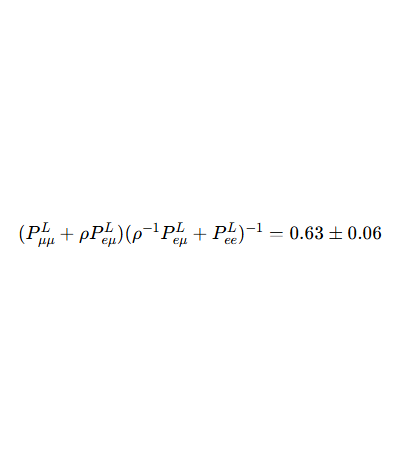 $(P^L_{\mu\mu} + \rho P^L_{e\mu})(\rho^{-1} P^L_{e\mu} + P^L_{ee})^{-1} = 0.63 \pm 0.06$